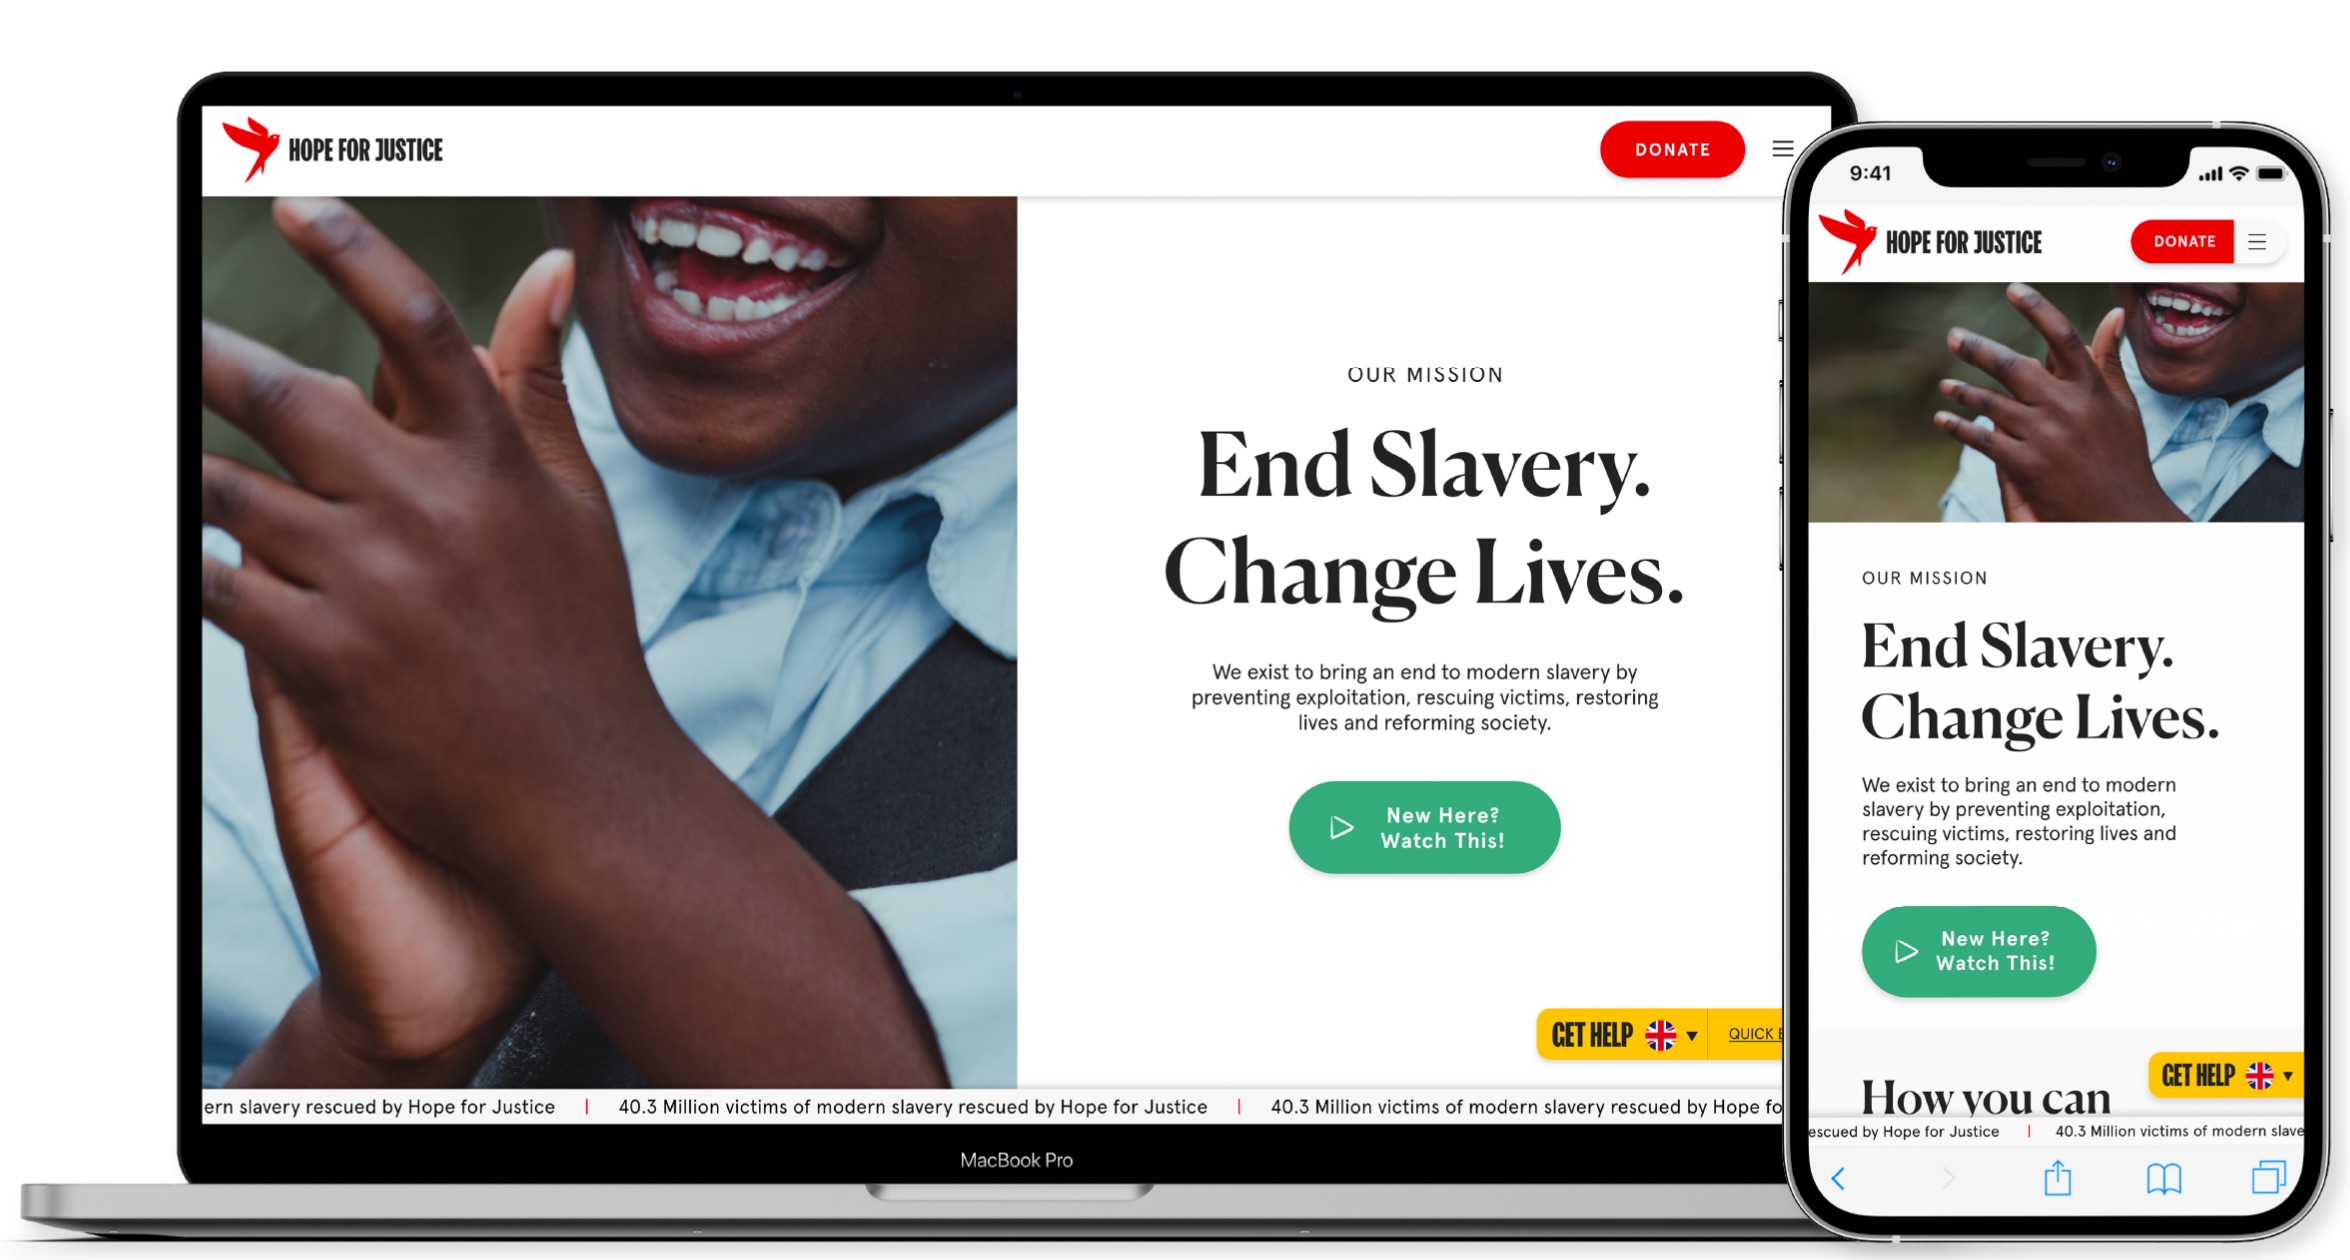 HOPE FOR JUSTICE
DONATE
OUR MISSION
End Slavery.
Change Lives.
We exist to bring an end to modern slavery by
preventing exploitation, rescuing victims, restoring
lives and reforming society.
New Here?
Watch This!
GET HELP
QUICK
ern slavery rescued by Hope for Justice | 40.3 Million victims of modern slavery rescued by Hope for Justice | 40.3 Million victims of modern slavery rescued by Hope fo
MacBook Pro
9:41
HOPE FOR JUSTICE
DONATE
OUR MISSION
End Slavery.
Change Lives.
We exist to bring an end to modern
slavery by preventing exploitation,
rescuing victims, restoring lives and
reforming society.
New Here?
Watch This!
How you can
GET HELP
escued by Hope for Justice | 40.3 Million victims of modern slave